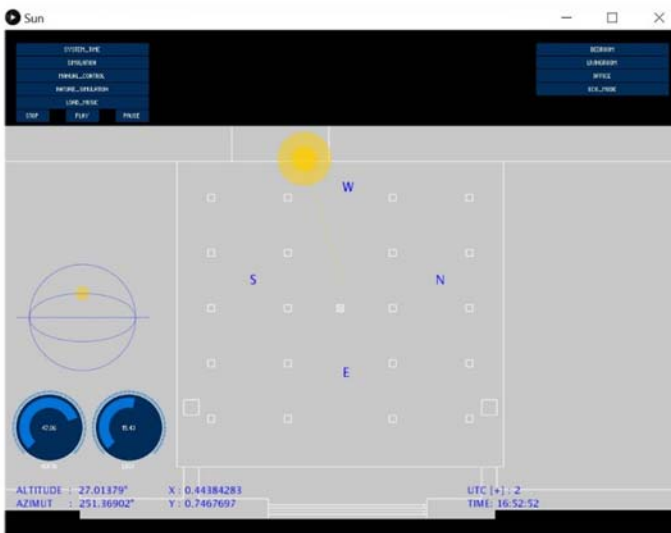 Sun
SYSTEM_TIME
SIMULATION
MANUAL_CONTROL
NATURE_SIMULATION
LOAD_MUSIC
STOP PLAY PAUSE
BEDROOM
LIVINGROOM
OFFICE
W
S
N
E
ALTITUDE : 27.01379°
AZIMUT : 251.36902°
X : 0.44384283
Y : 0.7467697
UTC [+] : 2
TIME: 16:52:52